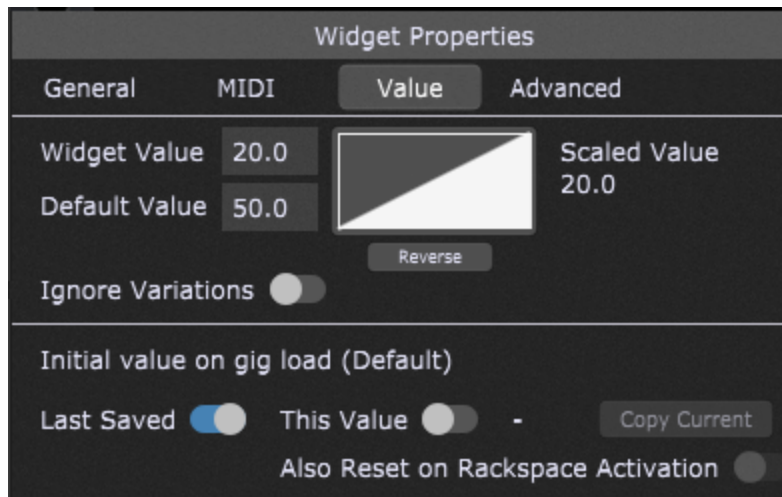 Widget Properties
General MIDI Value Advanced
Widget Value 20.0 Scaled Value
20.0
Default Value 50.0
Reverse
Ignore Variations
Initial value on gig load (Default)
Last Saved This Value - Copy Current
Also Reset on Rackspace Activation